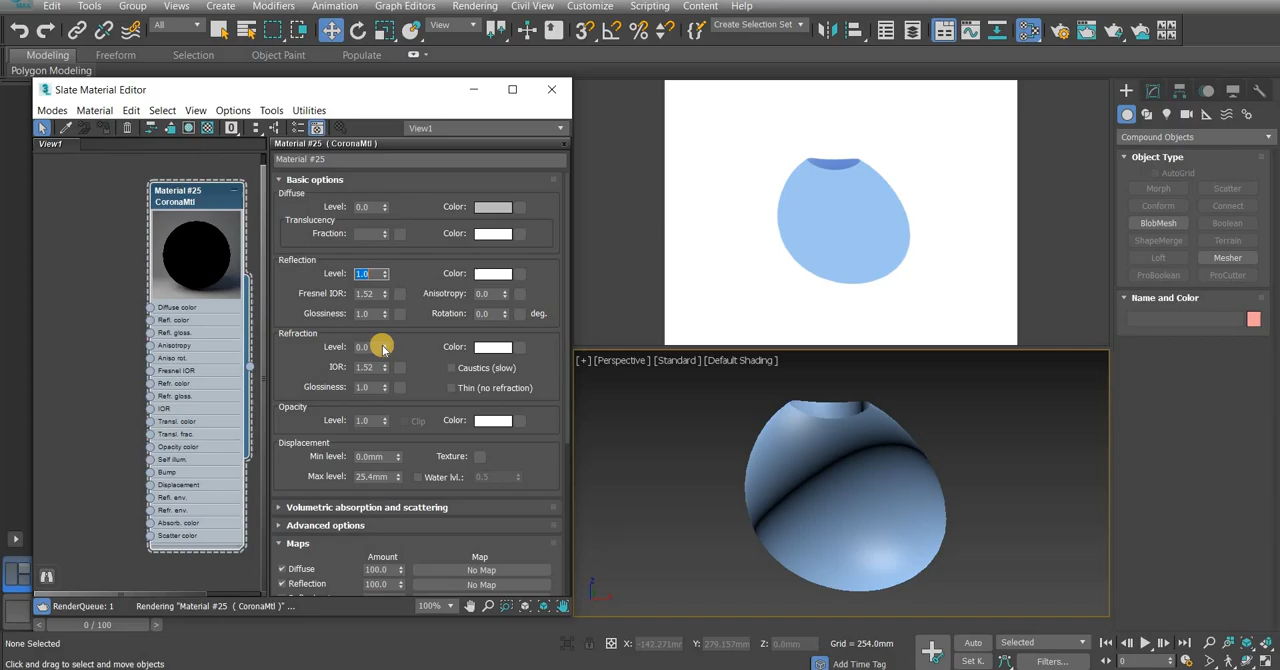 Edit Tools Group Views Create Modifiers Animation Graph Editors Rendering Civil View Customize Scripting Content Help
All View Create Selection Set
Modeling Freeform Selection Object Paint Populate
Polygon Modeling
Slate Material Editor
Modes Material Edit Select View Options Tools Utilities
View1
View1
Material #25
CoronaMtl
Diffuse color
Refl. color
Refl. gloss.
Anisotropy
Aniso rot.
Fresnel IOR
Refr. color
Refr. gloss.
IOR
Transl. color
Transl. frac.
Opacity color
Self illum.
Bump
Displacement
Refl. env.
Refr. env.
Absorb. color
Scatter color
Material #25 ( CoronaMtl )
Material #25
Basic options
Diffuse
Level: 0.0 Color:
Translucency
Fraction: Color:
Reflection
Level: 1.0 Color:
Fresnel IOR: 1.52 Anisotropy: 0.0
Glossiness: 1.0 Rotation: 0.0 deg.
Refraction
Level: 0.0 Color:
IOR: 1.52 Caustics (slow)
Glossiness: 1.0 Thin (no refraction)
Opacity
Level: 1.0 Clip Color:
Displacement
Min level: 0.0mm Texture:
Max level: 25.4mm Water lvl.: 0.5
Volumetric absorption and scattering
Advanced options
Maps
Amount Map
Diffuse 100.0 No Map
Reflection 100.0 No Map
RenderQueue: 1 Rendering "Material #25 ( CoronaMtl )" ... 100%
[+] [Perspective ] [Standard ] [Default Shading ]
Compound Objects
Object Type
AutoGrid
Morph Scatter
Conform Connect
BlobMesh Boolean
ShapeMerge Terrain
Loft Mesher
ProBoolean ProCutter
Name and Color
0 / 100
None Selected X: -142.271mm Y: 279.157mm Z: 0.0mm Grid = 254.0mm Auto Selected
Click and drag to select and move objects Add Time Tag Set K. Filters... 0